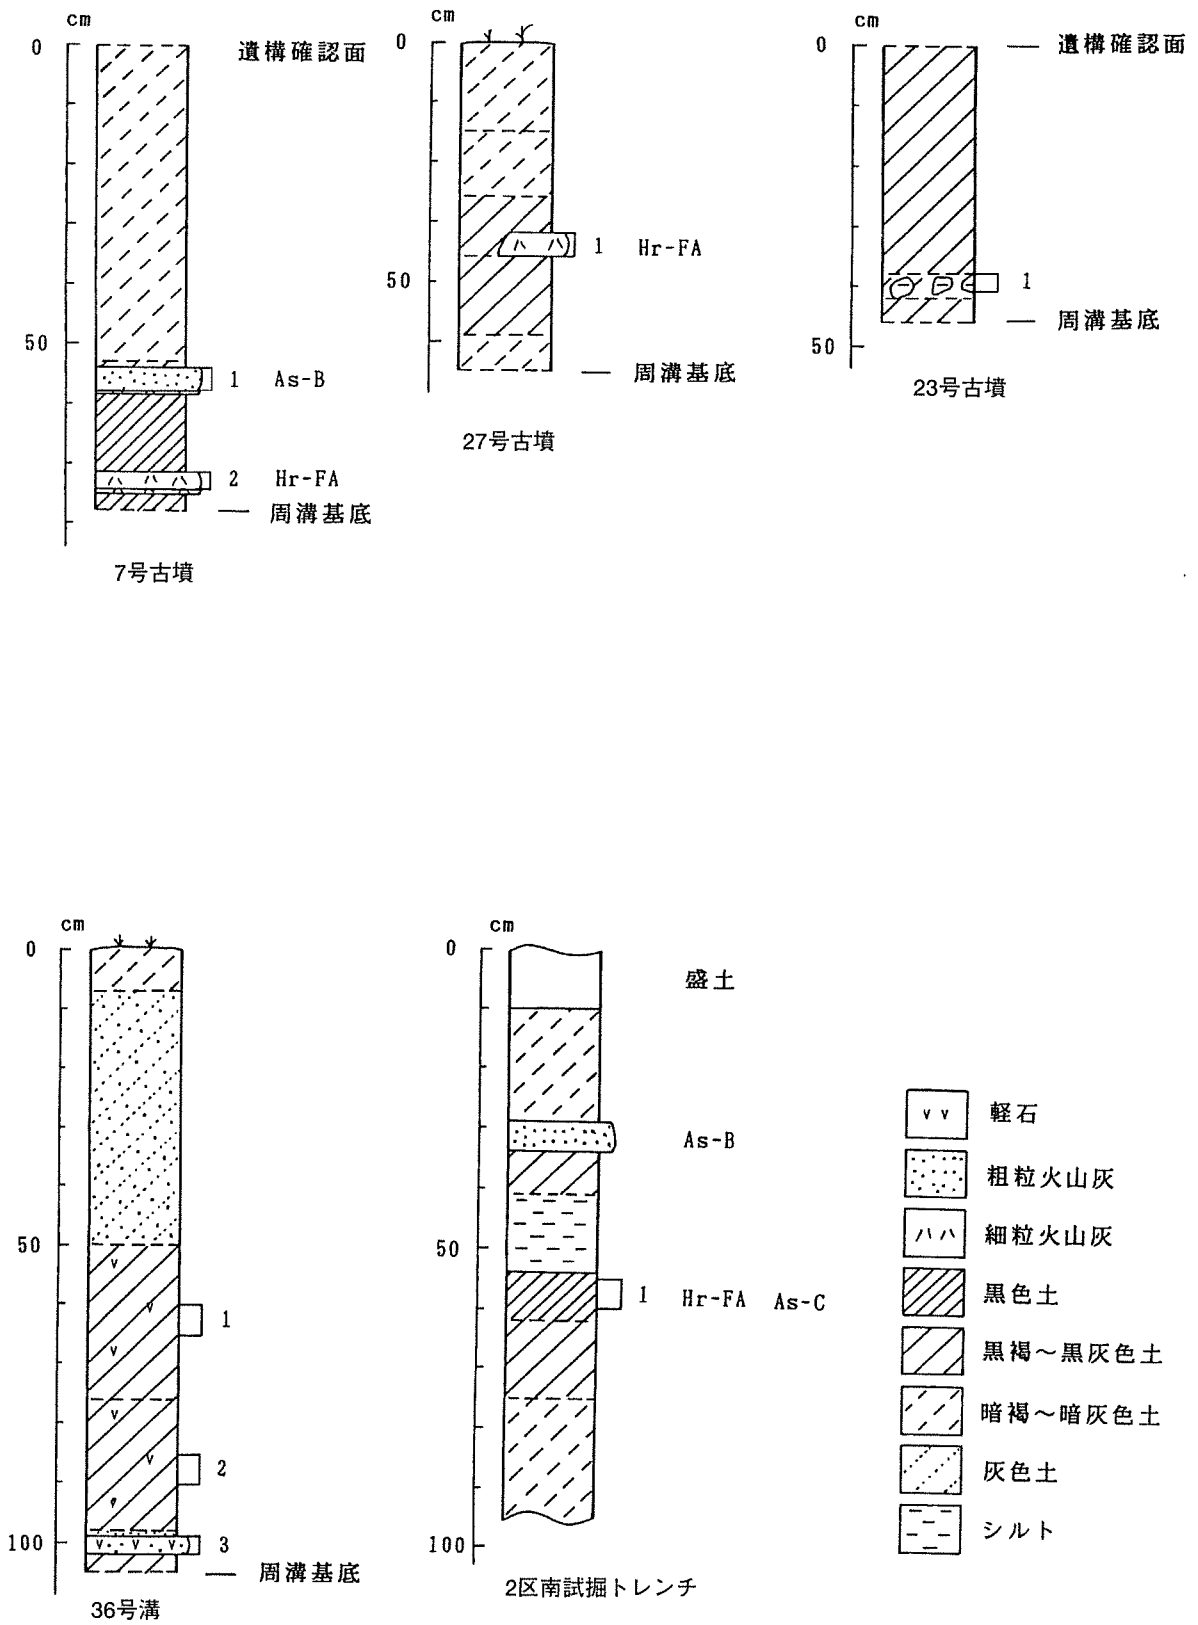 cm
0
50
遺構確認面
1 As-B
2 Hr-FA
周溝基底
7号古墳
cm
0
50
1 Hr-FA
周溝基底
27号古墳
cm
0
50
遺構確認面
1
周溝基底
23号古墳
cm
0
50
100
1
2
3
周溝基底
36号溝
cm
0
50
100
盛土
As-B
1 Hr-FA As-C
2区南試掘トレンチ
軽石
粗粒火山灰
細粒火山灰
黒色土
黒褐〜黒灰色土
暗褐〜暗灰色土
灰色土
シルト